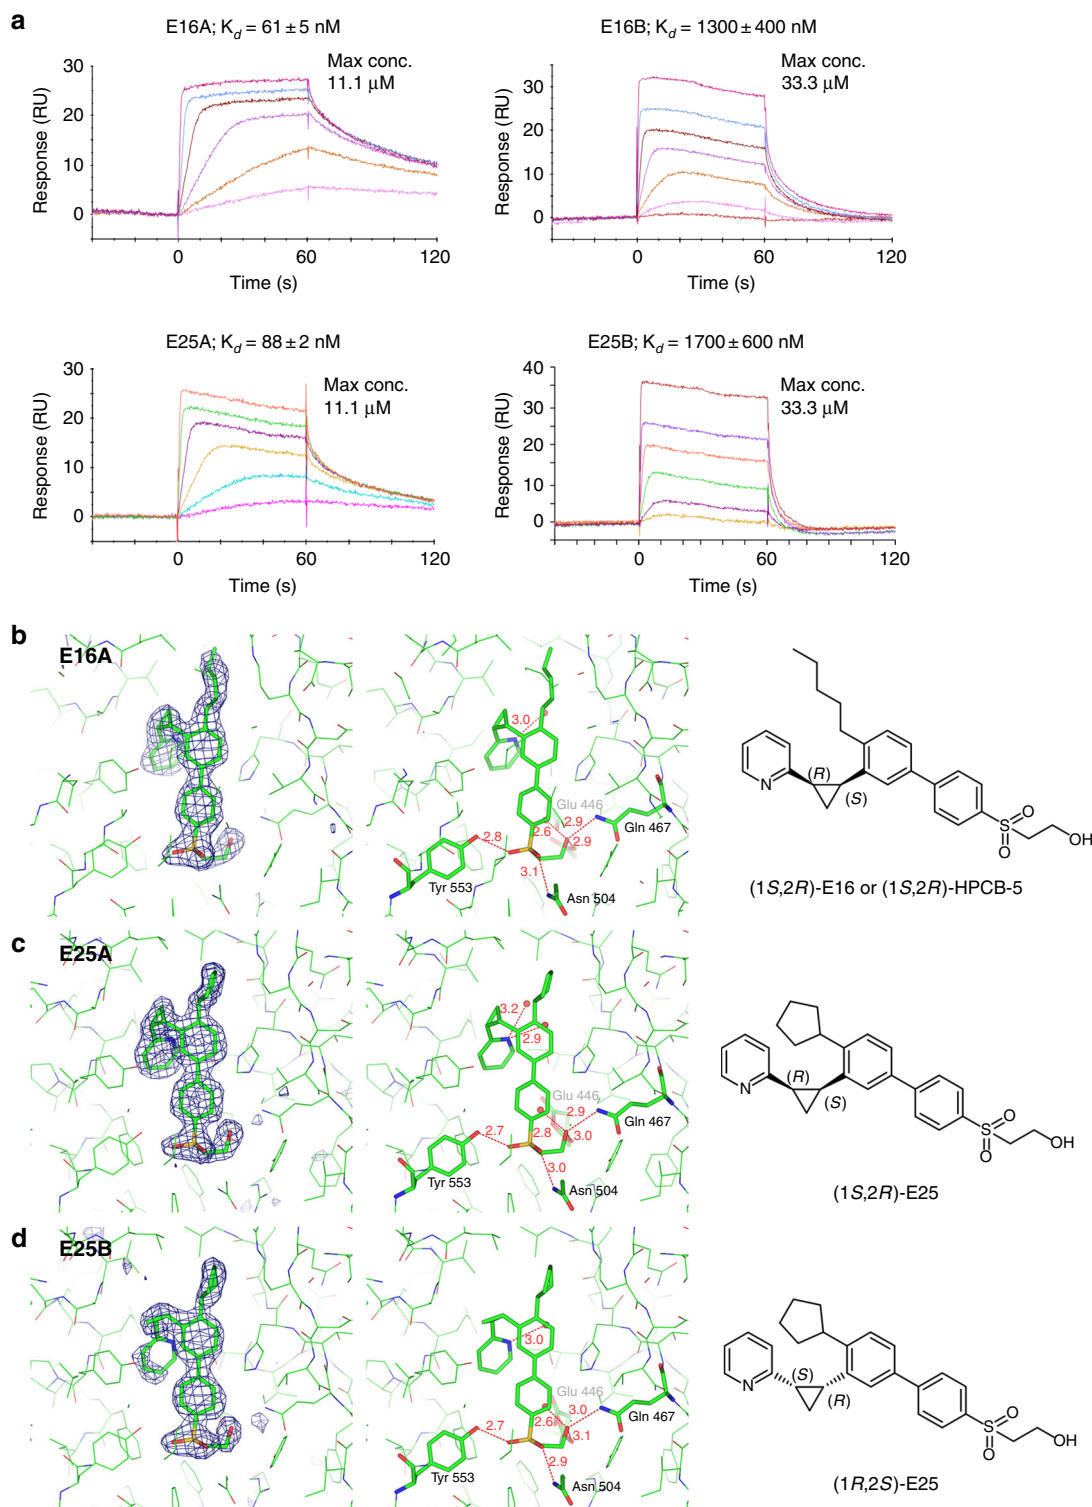 a
E16A; Kd = 61 ± 5 nM
Max conc.
11.1 μM
Response (RU)
30
20
10
0
0
60
120
Time (s)
E16B; Kd = 1300 ± 400 nM
Max conc.
33.3 μM
Response (RU)
30
20
10
0
0
60
120
Time (s)
E25A; Kd = 88 ± 2 nM
Max conc.
11.1 μM
Response (RU)
30
20
10
0
0
60
120
Time (s)
E25B; Kd = 1700 ± 600 nM
Max conc.
33.3 μM
Response (RU)
40
30
20
10
0
0
60
120
Time (s)
b
E16A
3.0
Glu 446
2.9
Gln 467
2.8
2.6
2.9
3.1
Tyr 553
Asn 504
(R)
(S)
N
S
O
O
OH
(1S,2R)-E16 or (1S,2R)-HPCB-5
c
E25A
3.2
2.9
Glu 446
2.9
Gln 467
2.7
2.8
3.0
3.0
Tyr 553
Asn 504
(R)
(S)
N
S
O
O
OH
(1S,2R)-E25
d
E25B
3.0
Glu 446
3.0
Gln 467
2.6
2.7
3.1
2.9
Tyr 553
Asn 504
(S)
(R)
N
S
O
O
OH
(1R,2S)-E25